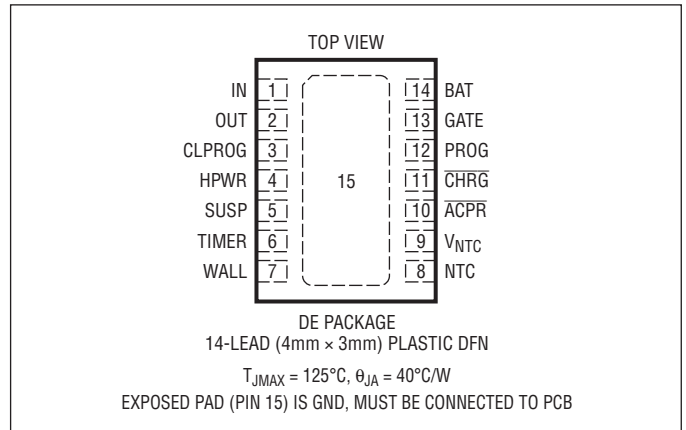 TOP VIEW
IN 1 14 BAT
OUT 2 13 GATE
CLPROG 3 12 PROG
HPWR 4 15 11 CHRG
SUSP 5 10 ACPR
TIMER 6 9 VNTC
WALL 7 8 NTC
DE PACKAGE
14-LEAD (4mm × 3mm) PLASTIC DFN
TJMAX = 125°C, θJA = 40°C/W
EXPOSED PAD (PIN 15) IS GND, MUST BE CONNECTED TO PCB